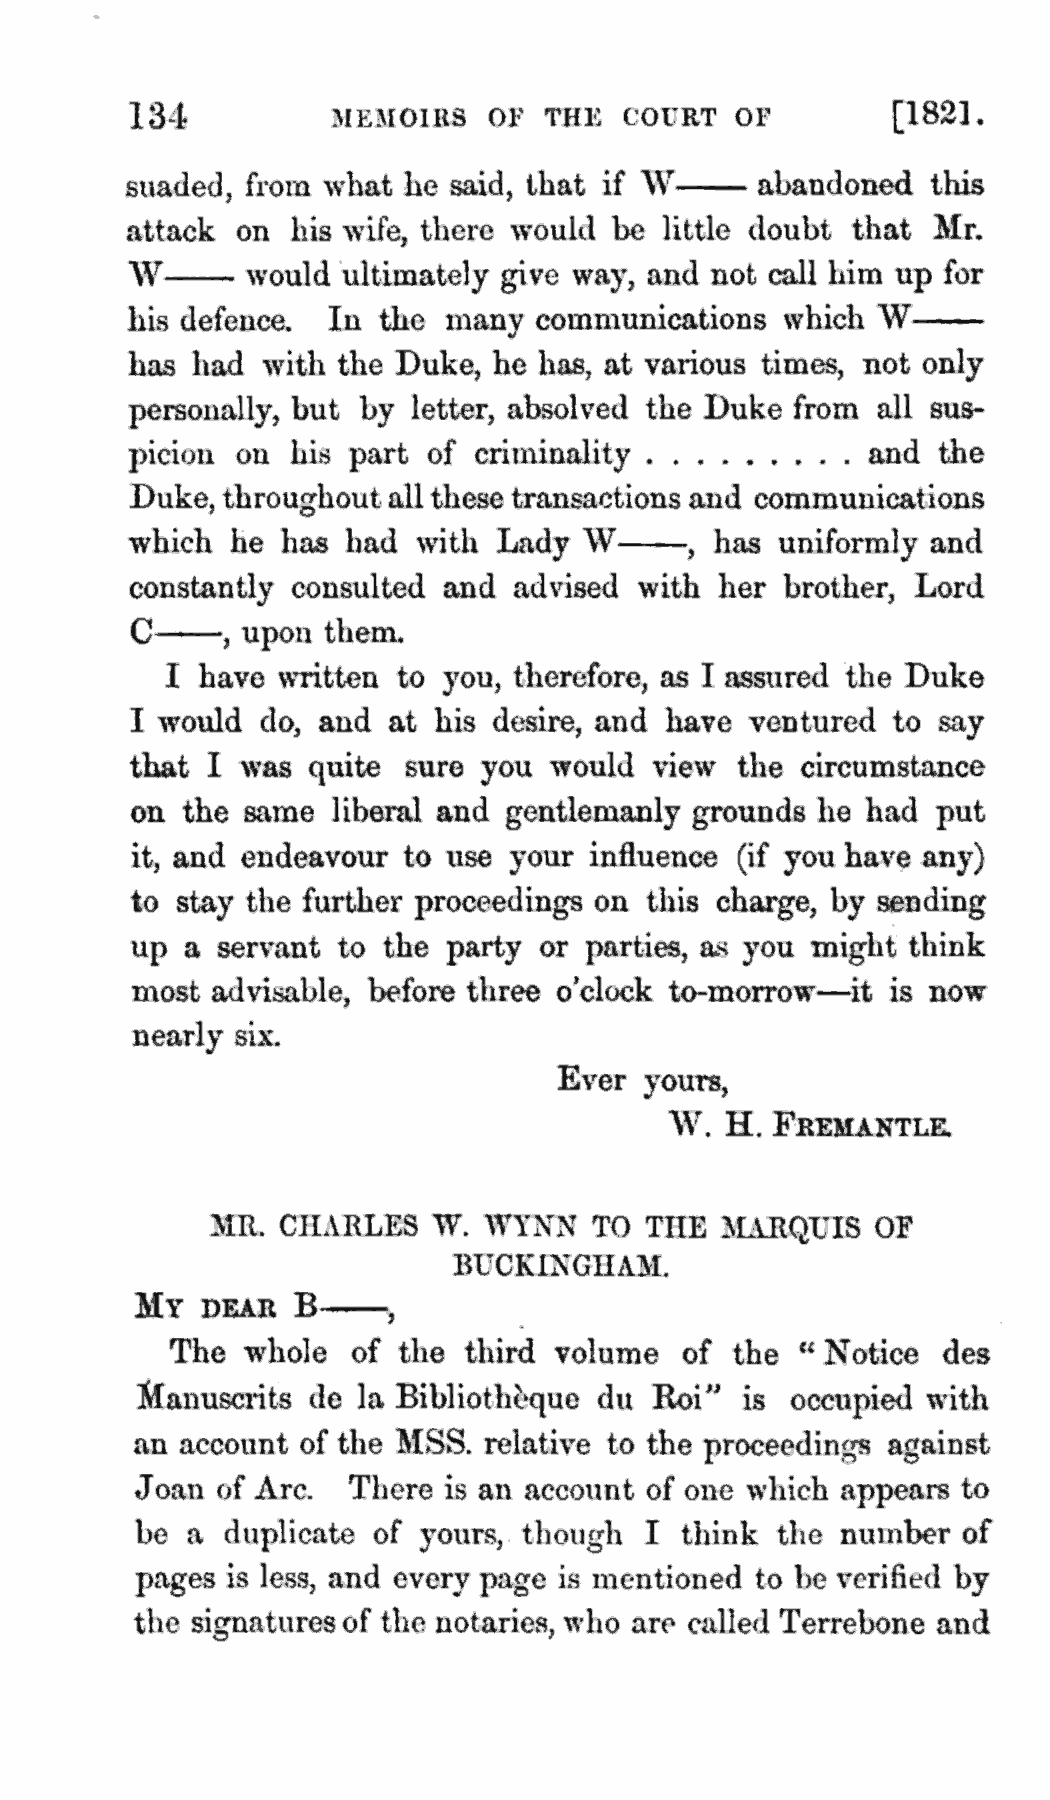 134 MEMOIRS OF THE COURT OF [1821.
suaded, from what he said, that if W—— abandoned this
attack on his wife, there would be little doubt that Mr.
W—— would ultimately give way, and not call him up for
his defence. In the many communications which W——
has had with the Duke, he has, at various times, not only
personally, but by letter, absolved the Duke from all sus-
picion on his part of criminality . . . . . . . . . and the
Duke, throughout all these transactions and communications
which he has had with Lady W——, has uniformly and
constantly consulted and advised with her brother, Lord
C——, upon them.
I have written to you, therefore, as I assured the Duke
I would do, and at his desire, and have ventured to say
that I was quite sure you would view the circumstance
on the same liberal and gentlemanly grounds he had put
it, and endeavour to use your influence (if you have any)
to stay the further proceedings on this charge, by sending
up a servant to the party or parties, as you might think
most advisable, before three o'clock to-morrow—it is now
nearly six.
Ever yours,
W. H. FREMANTLE.
MR. CHARLES W. WYNN TO THE MARQUIS OF
BUCKINGHAM.
MY DEAR B——,
The whole of the third volume of the "Notice des
Manuscrits de la Bibliothèque du Roi" is occupied with
an account of the MSS. relative to the proceedings against
Joan of Arc. There is an account of one which appears to
be a duplicate of yours, though I think the number of
pages is less, and every page is mentioned to be verified by
the signatures of the notaries, who are called Terrebone and